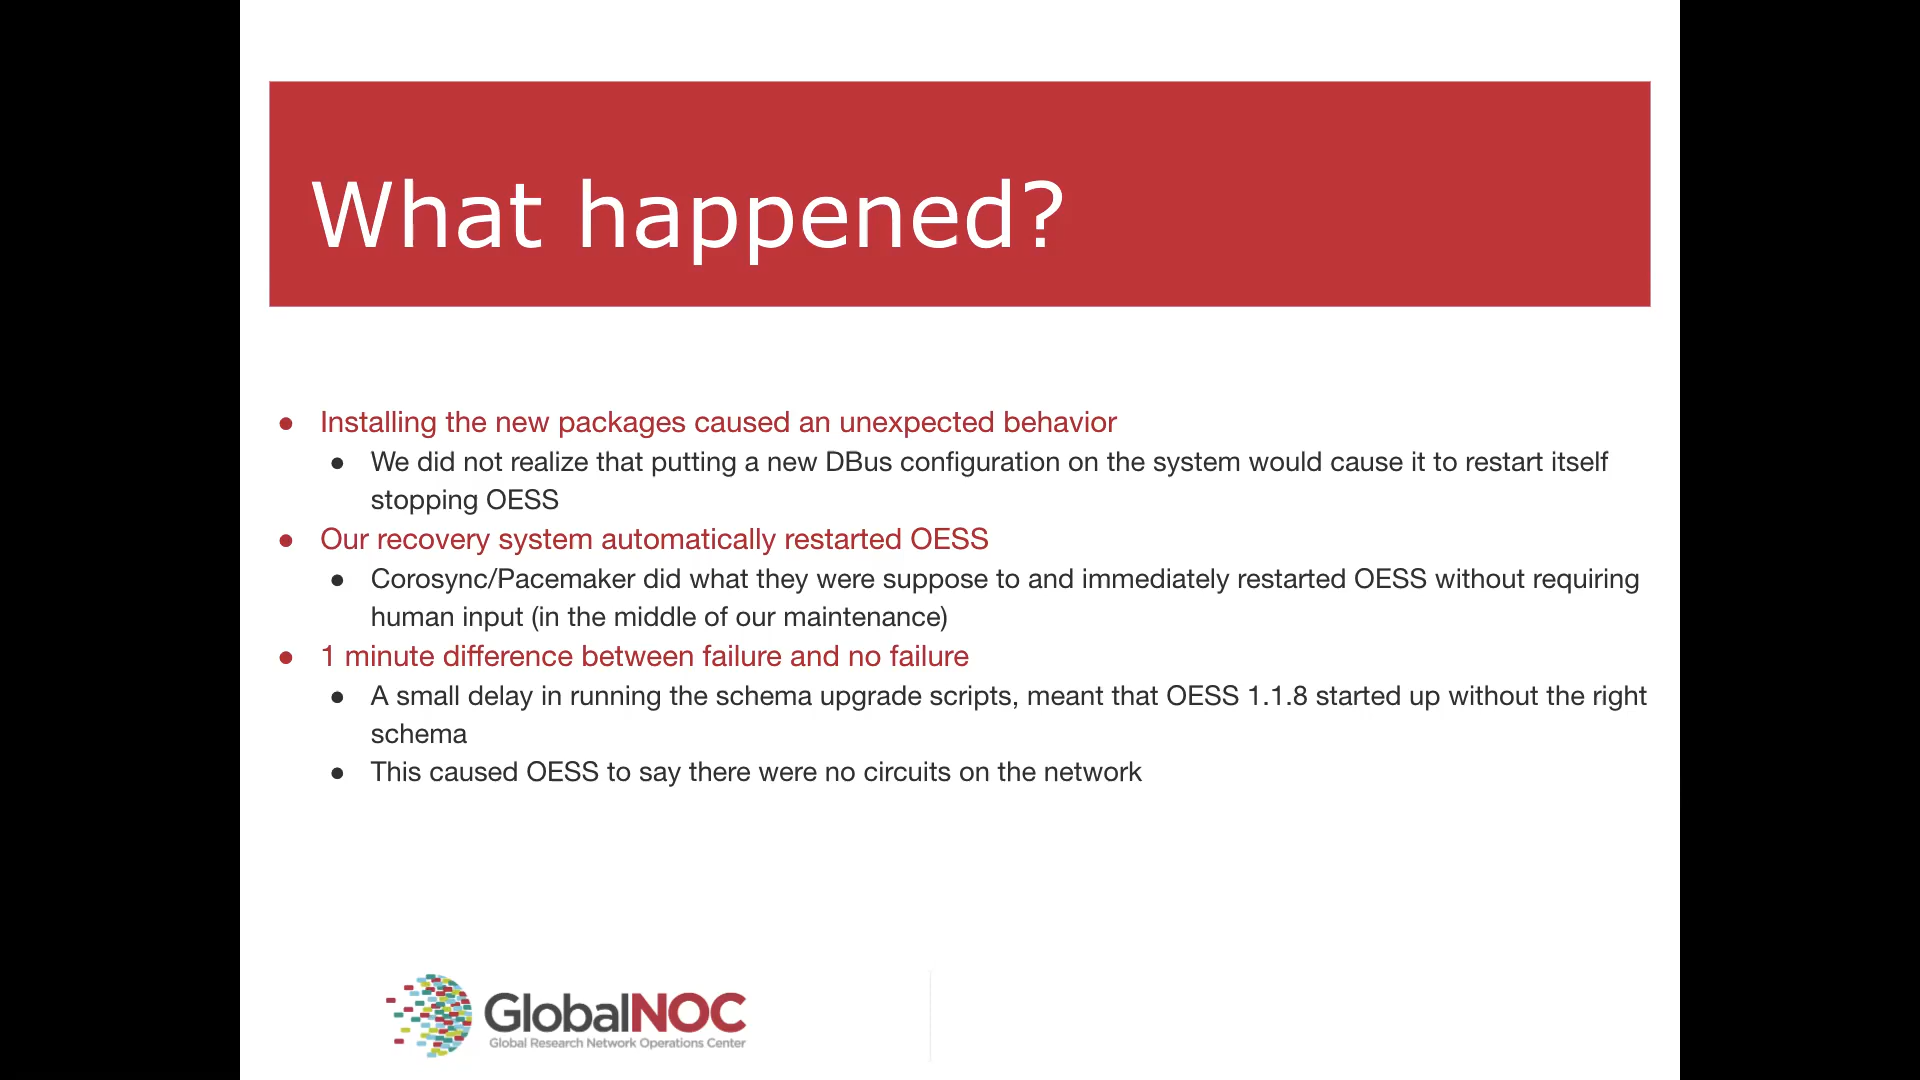 What happened?
● Installing the new packages caused an unexpected behavior
● We did not realize that putting a new DBus configuration on the system would cause it to restart itself
stopping OESS
● Our recovery system automatically restarted OESS
● Corosync/Pacemaker did what they were suppose to and immediately restarted OESS without requiring
human input (in the middle of our maintenance)
● 1 minute difference between failure and no failure
● A small delay in running the schema upgrade scripts, meant that OESS 1.1.8 started up without the right
schema
● This caused OESS to say there were no circuits on the network
GlobalNOC
Global Research Network Operations Center